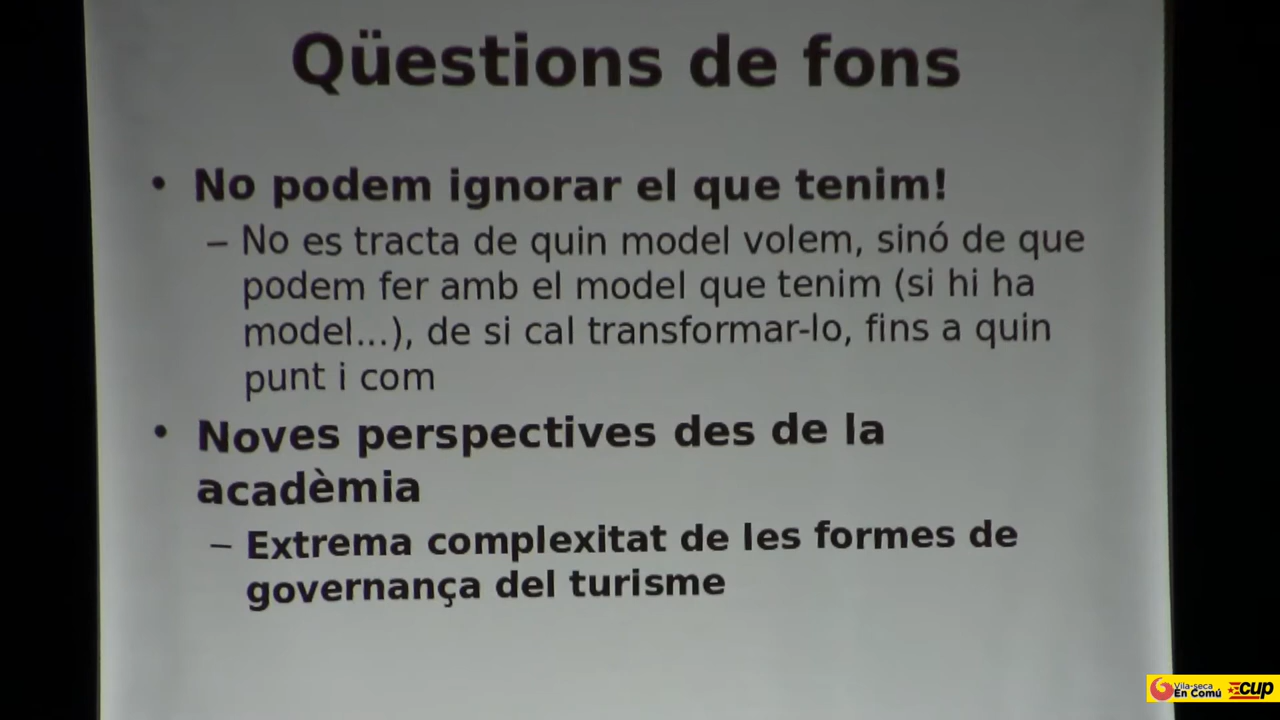 Qüestions de fons
• No podem ignorar el que tenim!
– No es tracta de quin model volem, sinó de que
podem fer amb el model que tenim (si hi ha
model...), de si cal transformar-lo, fins a quin
punt i com
• Noves perspectives des de la
acadèmia
– Extrema complexitat de les formes de
governança del turisme
Vila-seca
En Comú
cup